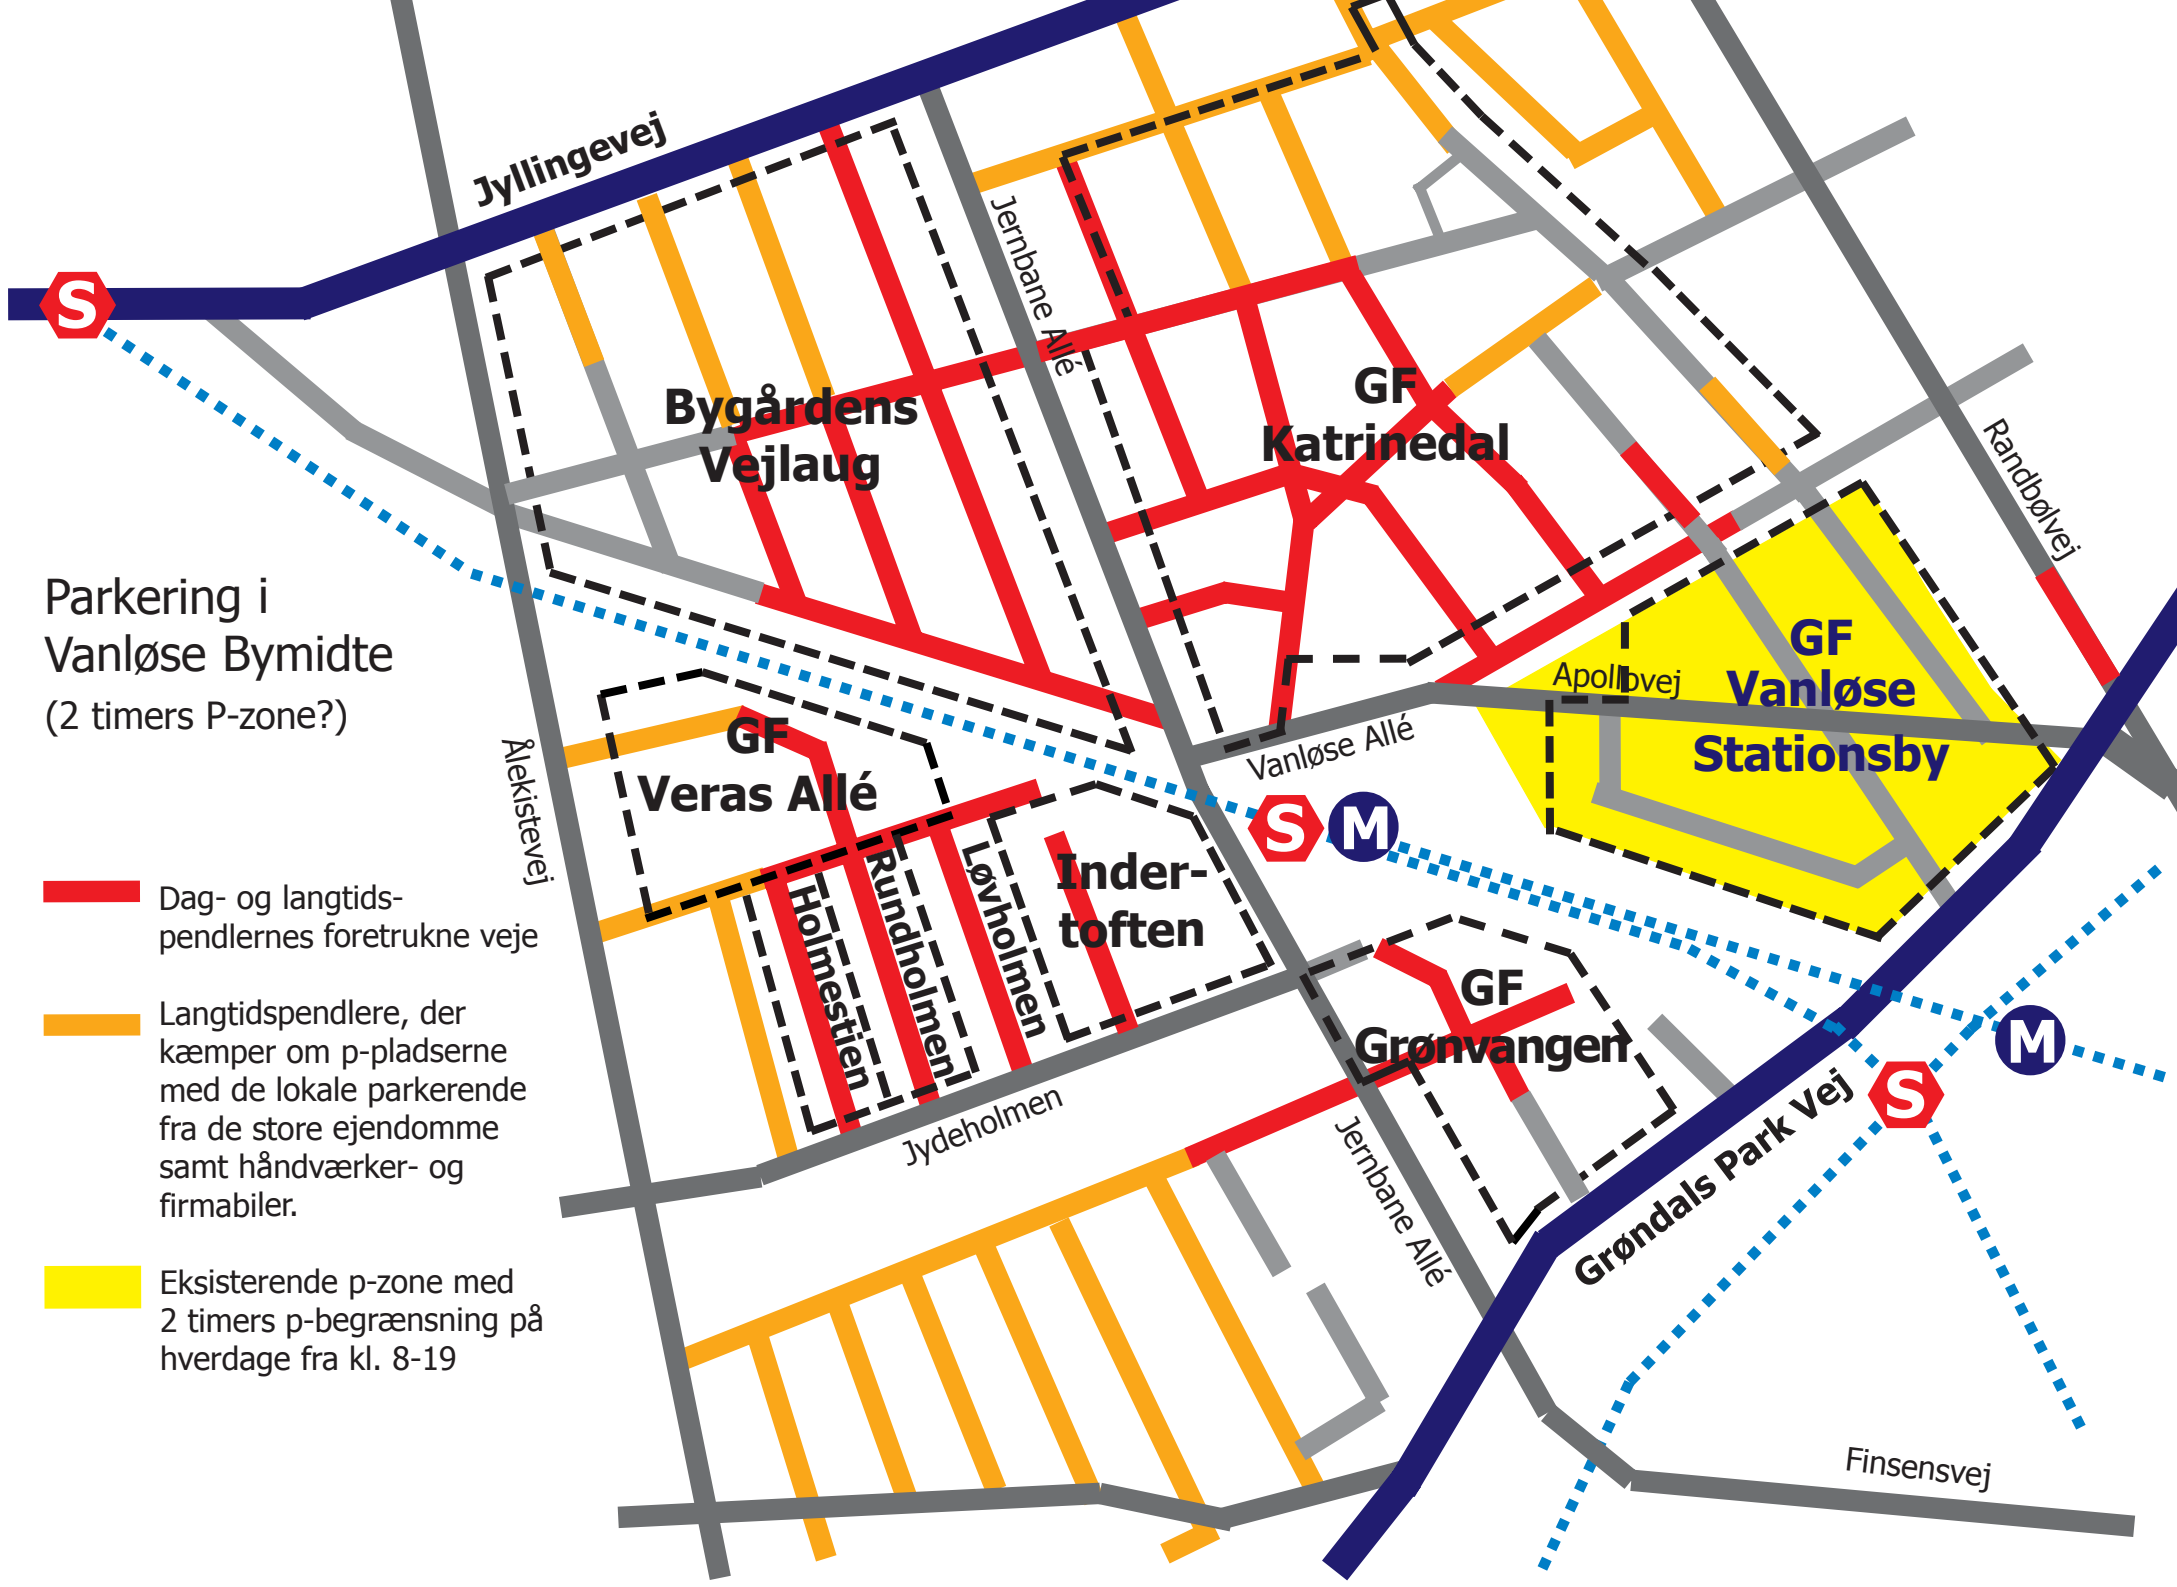 Jyllingevej
S
Jernbane Allé
Bygårdens
Vejlaug
GF
Katrinedal
Randbølvej
Parkering i
Vanløse Bymidte
(2 timers P-zone?)
GF
Vanløse
Stationsby
Apollovej
Vanløse Allé
Ålekistevej
GF
Veras Allé
S
M
Inder-
toften
Holmestien
Rundholmen
Løvholmen
Jydeholmen
GF
Grønvangen
Jernbane Allé
Grøndals Park Vej
M
S
Finsensvej
Dag- og langtids-
pendlernes foretrukne veje
Langtidspendlere, der
kæmper om p-pladserne
med de lokale parkerende
fra de store ejendomme
samt håndværker- og
firmabiler.
Eksisterende p-zone med
2 timers p-begrænsning på
hverdage fra kl. 8-19